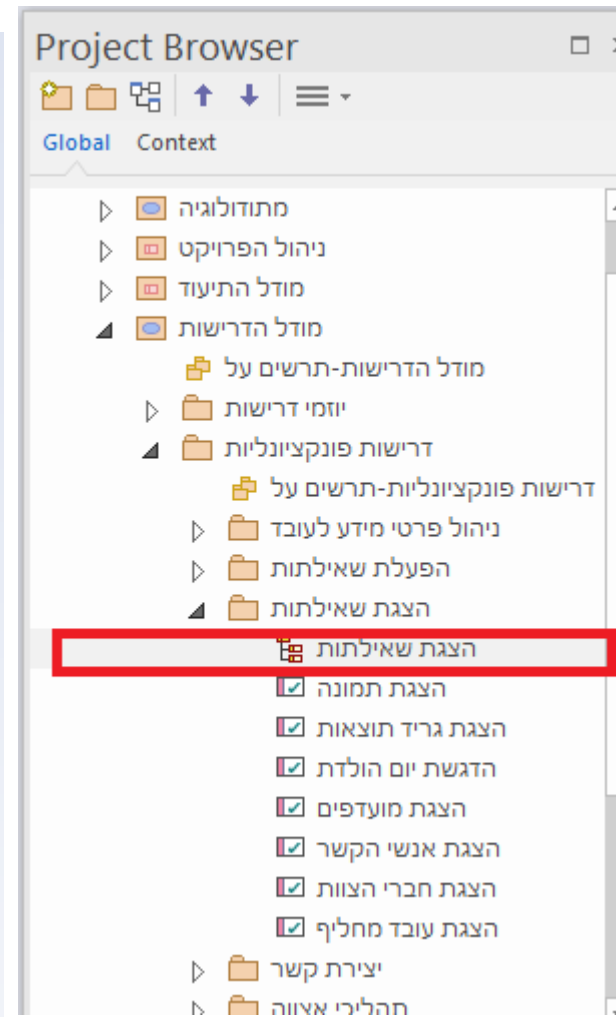 Project Browser
Global Context
מתודולוגיה
ניהול הפרויקט
מודל התיעוד
מודל הדרישות
מודל הדרישות-תרשים על
יוזמי דרישות
דרישות פונקציונליות
דרישות פונקציונליות-תרשים על
ניהול פרטי מידע לעובד
הפעלת שאילתות
הצגת שאילתות
הצגת שאילתות
הצגת תמונה
הצגת גריד תוצאות
הדגשת יום הולדת
הצגת מועדפים
הצגת אנשי הקשר
הצגת חברי הצוות
הצגת עובד מחליף
יצירת קשר
תהליכי אצווה